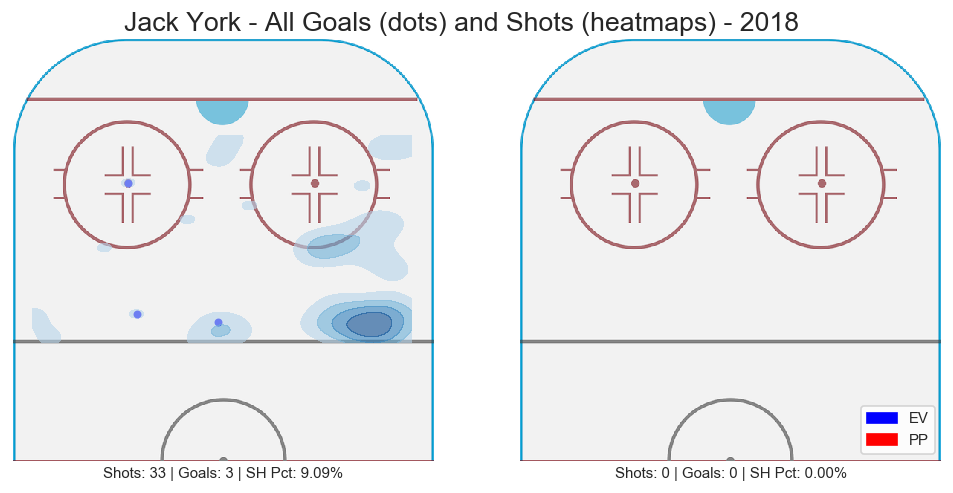 Jack York - All Goals (dots) and Shots (heatmaps) - 2018
EV
PP
Shots: 33 | Goals: 3 | SH Pct: 9.09%
Shots: 0 | Goals: 0 | SH Pct: 0.00%